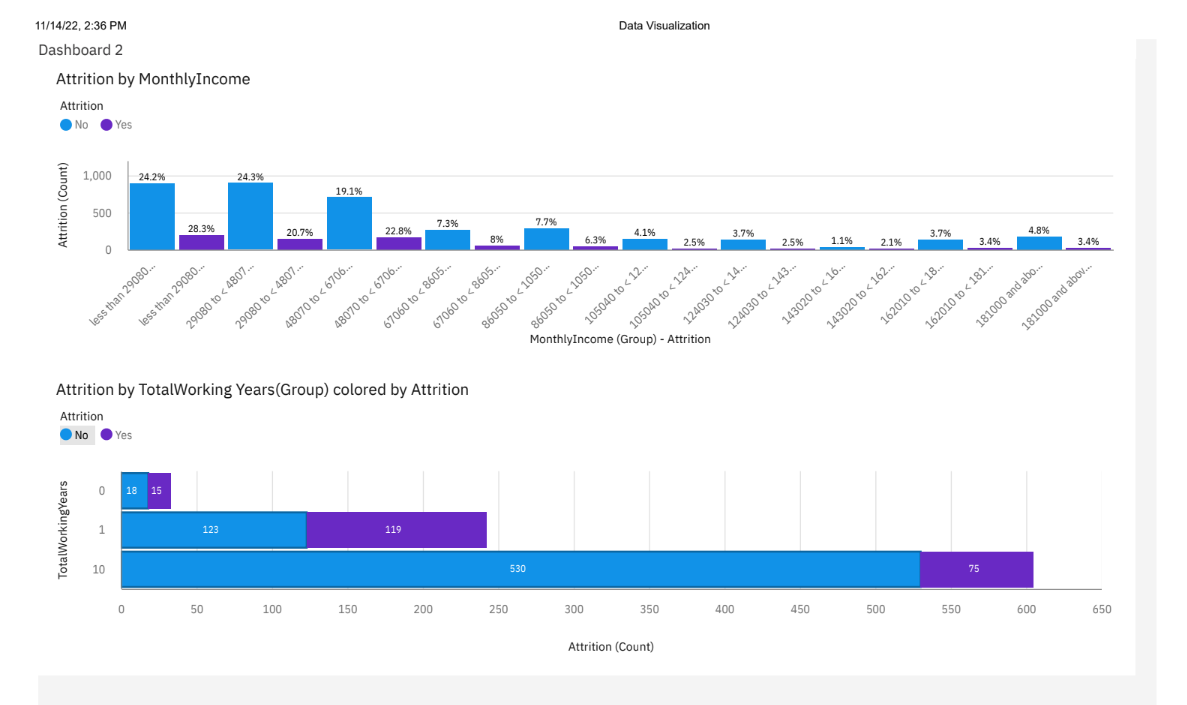 11/14/22, 2:36 PM Data Visualization
Dashboard 2
Attrition by MonthlyIncome
Attrition
No Yes
Attrition (Count)
1,000
500
0
24.2% 28.3% 24.3% 20.7% 19.1% 22.8% 7.3% 8% 7.7% 6.3% 4.1% 2.5% 3.7% 2.5% 1.1% 2.1% 3.7% 3.4% 4.8% 3.4%
less than 29080...
less than 29080...
29080 to < 4807...
29080 to < 4807...
48070 to < 6706...
48070 to < 6706...
67060 to < 8605...
67060 to < 8605...
86050 to < 1050...
86050 to < 1050...
105040 to < 12...
105040 to < 124...
124030 to < 14...
124030 to < 143...
143020 to < 16...
143020 to < 162...
162010 to < 18...
162010 to < 181...
181000 and abo...
181000 and abov...
MonthlyIncome (Group) - Attrition
Attrition by TotalWorking Years(Group) colored by Attrition
Attrition
No Yes
TotalWorkingYears
0 18 15
1 123 119
10 530 75
0 50 100 150 200 250 300 350 400 450 500 550 600 650
Attrition (Count)